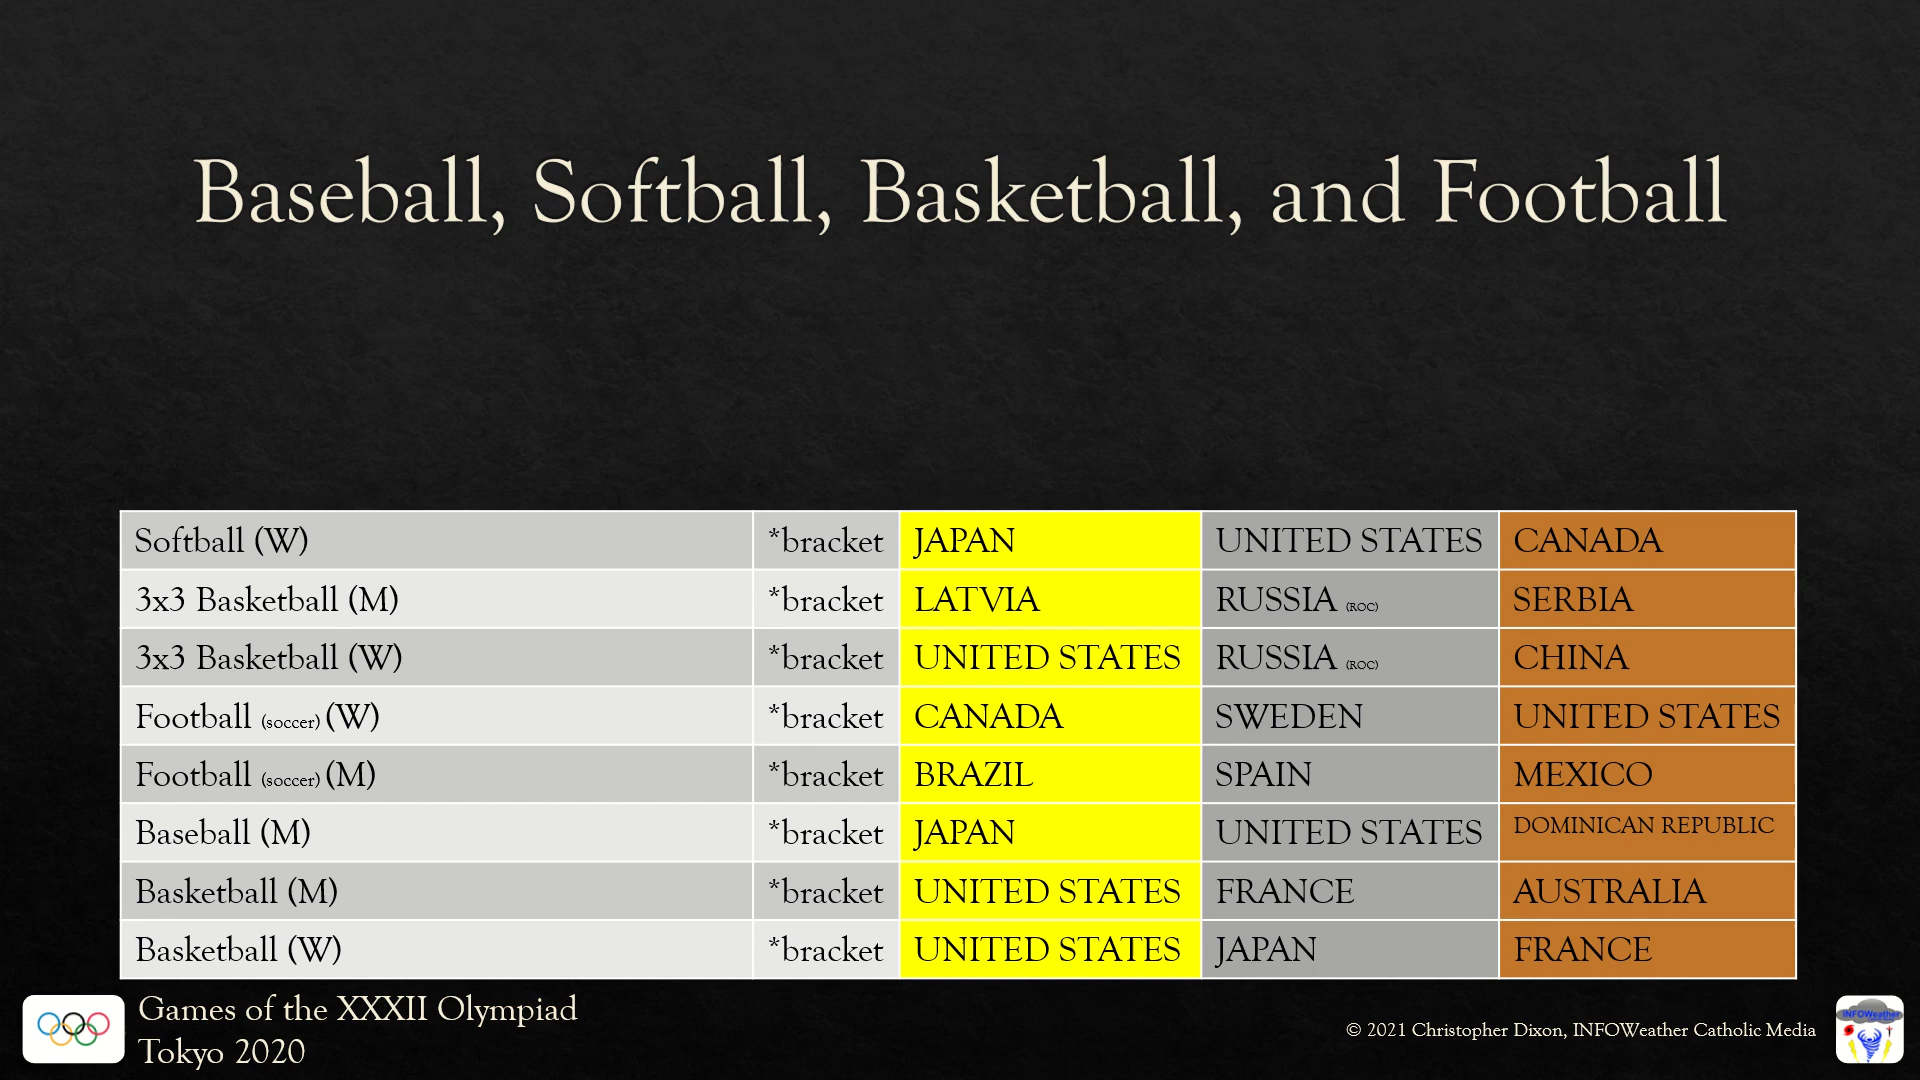 Baseball, Softball, Basketball, and Football
Softball (W) *bracket JAPAN UNITED STATES CANADA
3x3 Basketball (M) *bracket LATVIA RUSSIA (ROC) SERBIA
3x3 Basketball (W) *bracket UNITED STATES RUSSIA (ROC) CHINA
Football (soccer) (W) *bracket CANADA SWEDEN UNITED STATES
Football (soccer) (M) *bracket BRAZIL SPAIN MEXICO
Baseball (M) *bracket JAPAN UNITED STATES DOMINICAN REPUBLIC
Basketball (M) *bracket UNITED STATES FRANCE AUSTRALIA
Basketball (W) *bracket UNITED STATES JAPAN FRANCE
Games of the XXXII Olympiad
Tokyo 2020
© 2021 Christopher Dixon, INFOWeather Catholic Media
INFOWeather